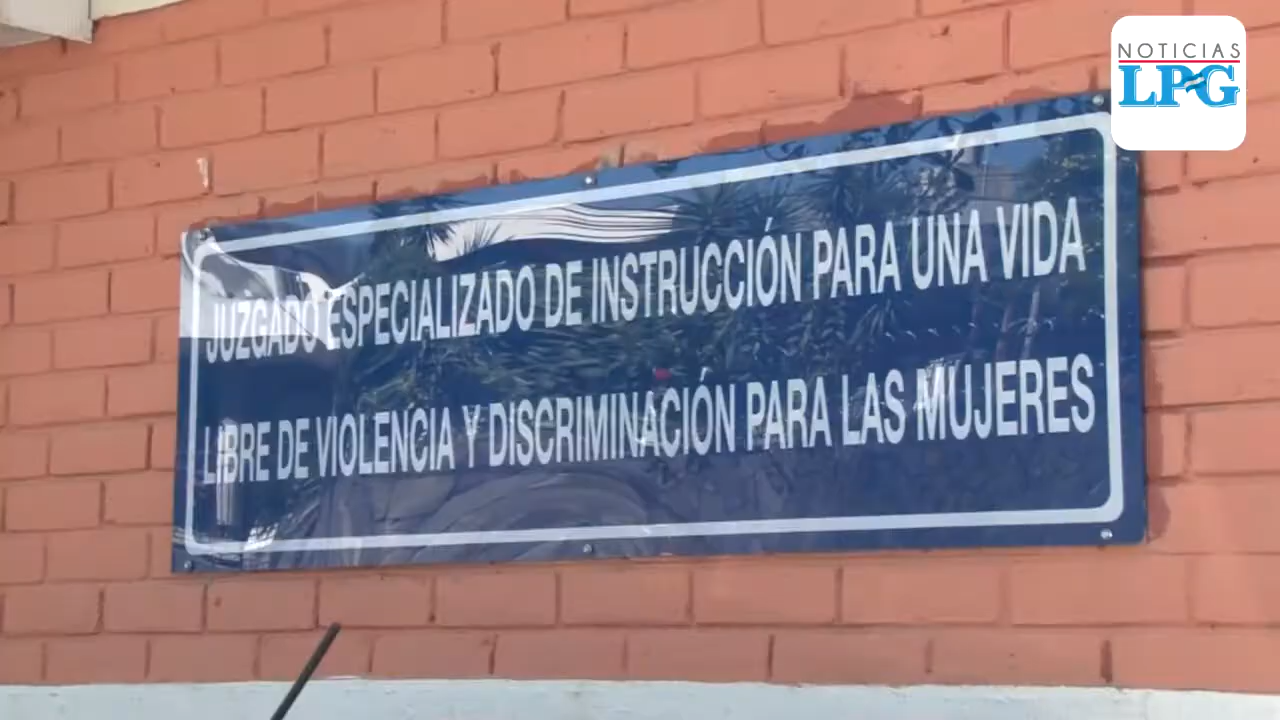 NOTICIAS
LPG
JUZGADO ESPECIALIZADO DE INSTRUCCIÓN PARA UNA VIDA
LIBRE DE VIOLENCIA Y DISCRIMINACIÓN PARA LAS MUJERES